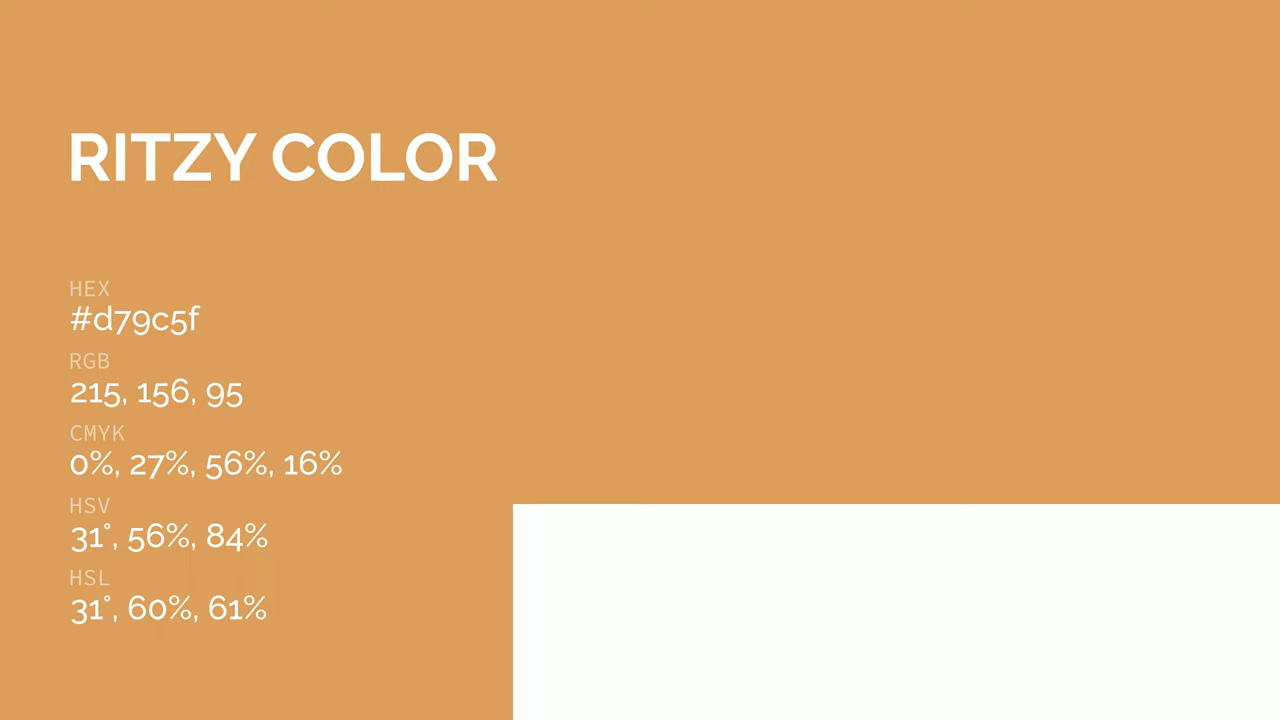 RITZY COLOR
HEX
#d79c5f
RGB
215, 156, 95
CMYK
0%, 27%, 56%, 16%
HSV
31°, 56%, 84%
HSL
31°, 60%, 61%